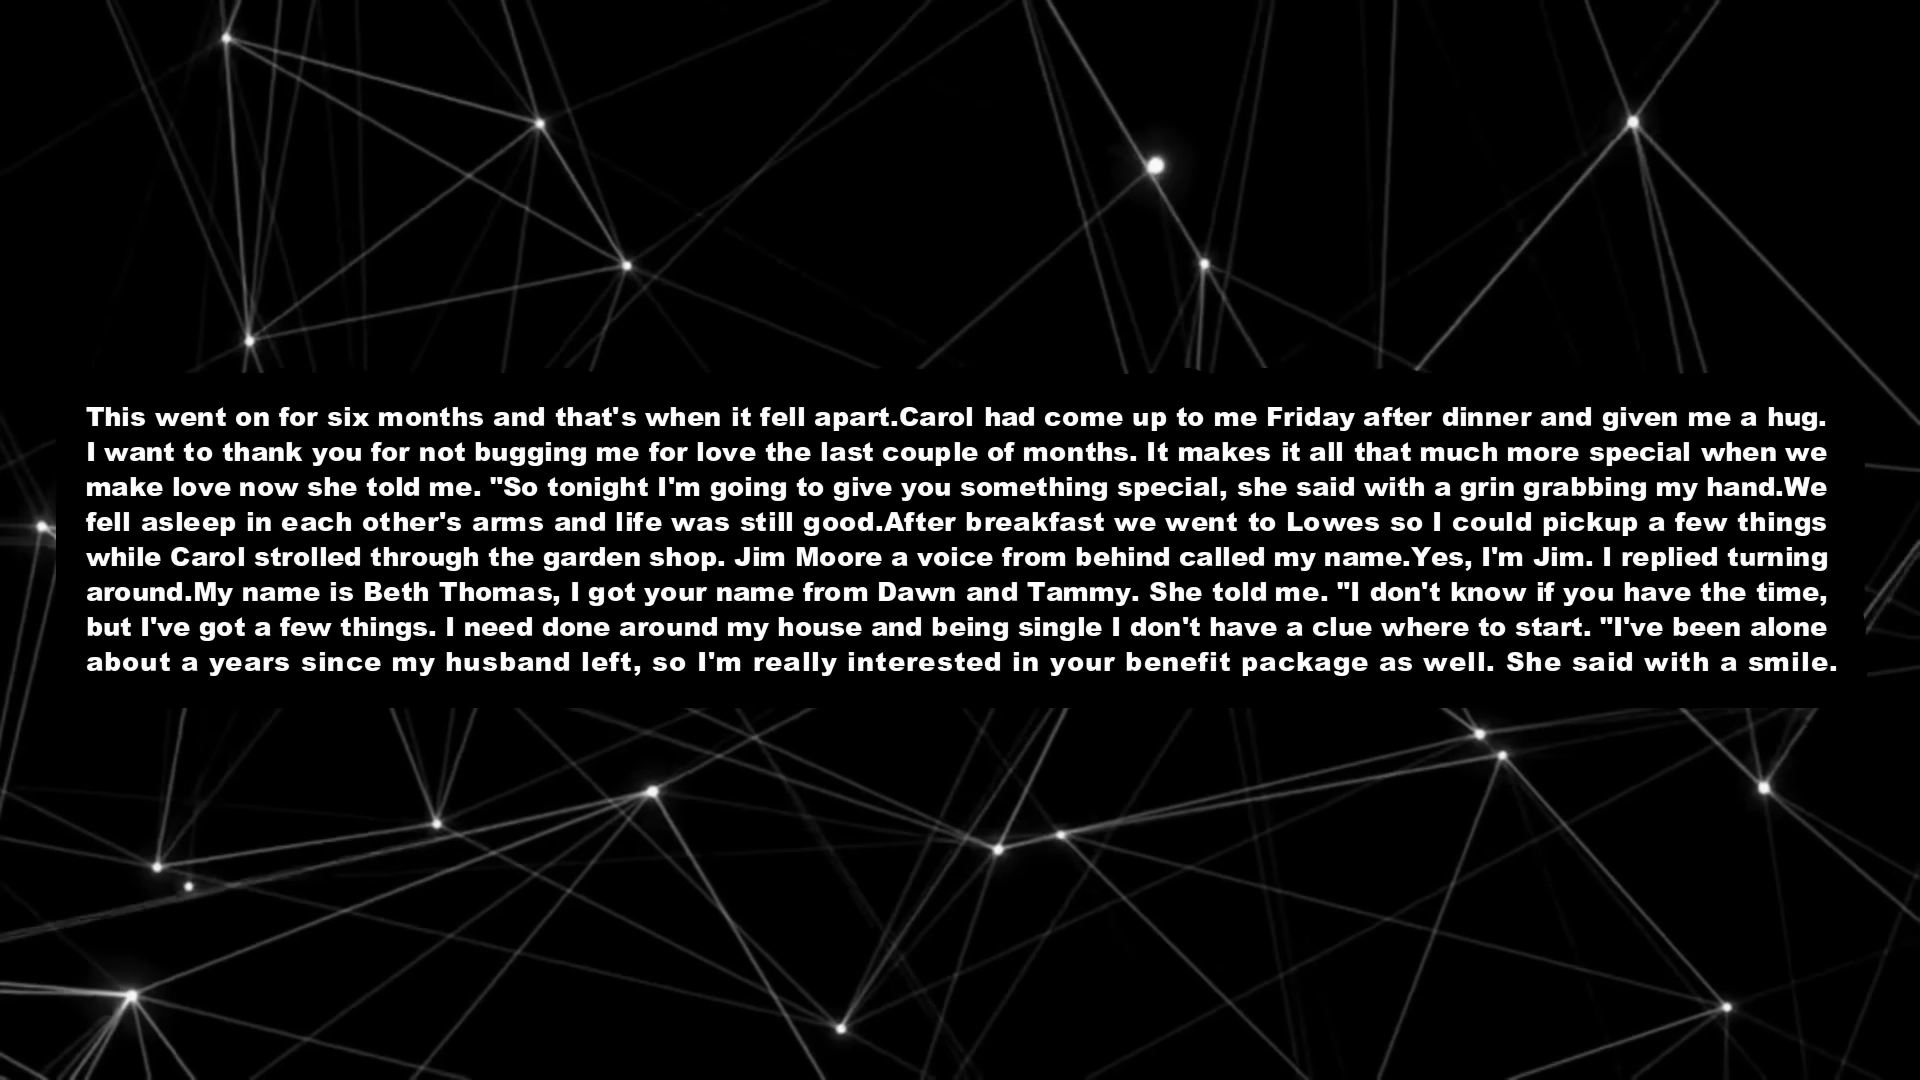 This went on for six months and that's when it fell apart.Carol had come up to me Friday after dinner and given me a hug.
I want to thank you for not bugging me for love the last couple of months. It makes it all that much more special when we
make love now she told me. "So tonight I'm going to give you something special, she said with a grin grabbing my hand.We
fell asleep in each other's arms and life was still good.After breakfast we went to Lowes so I could pickup a few things
while Carol strolled through the garden shop. Jim Moore a voice from behind called my name.Yes, I'm Jim. I replied turning
around.My name is Beth Thomas, I got your name from Dawn and Tammy. She told me. "I don't know if you have the time,
but I've got a few things. I need done around my house and being single I don't have a clue where to start. "I've been alone
about a years since my husband left, so I'm really interested in your benefit package as well. She said with a smile.